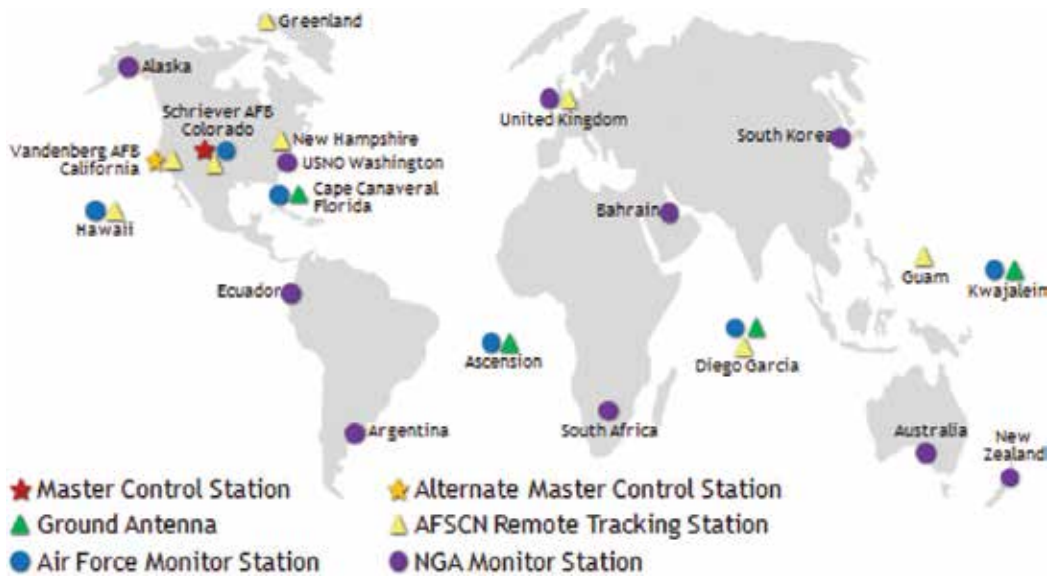 Greenland
Alaska
Schriever AFB
Colorado
United Kingdom
New Hampshire
South Korea
Vandenberg AFB
California
USNO Washington
Cape Canaveral
Florida
Bahrain
Hawaii
Guam
Kwajalein
Ecuador
Ascension
Diego Garcia
Argentina
South Africa
Australia
New
Zealand
Master Control Station
Alternate Master Control Station
Ground Antenna
AFSCN Remote Tracking Station
Air Force Monitor Station
NGA Monitor Station